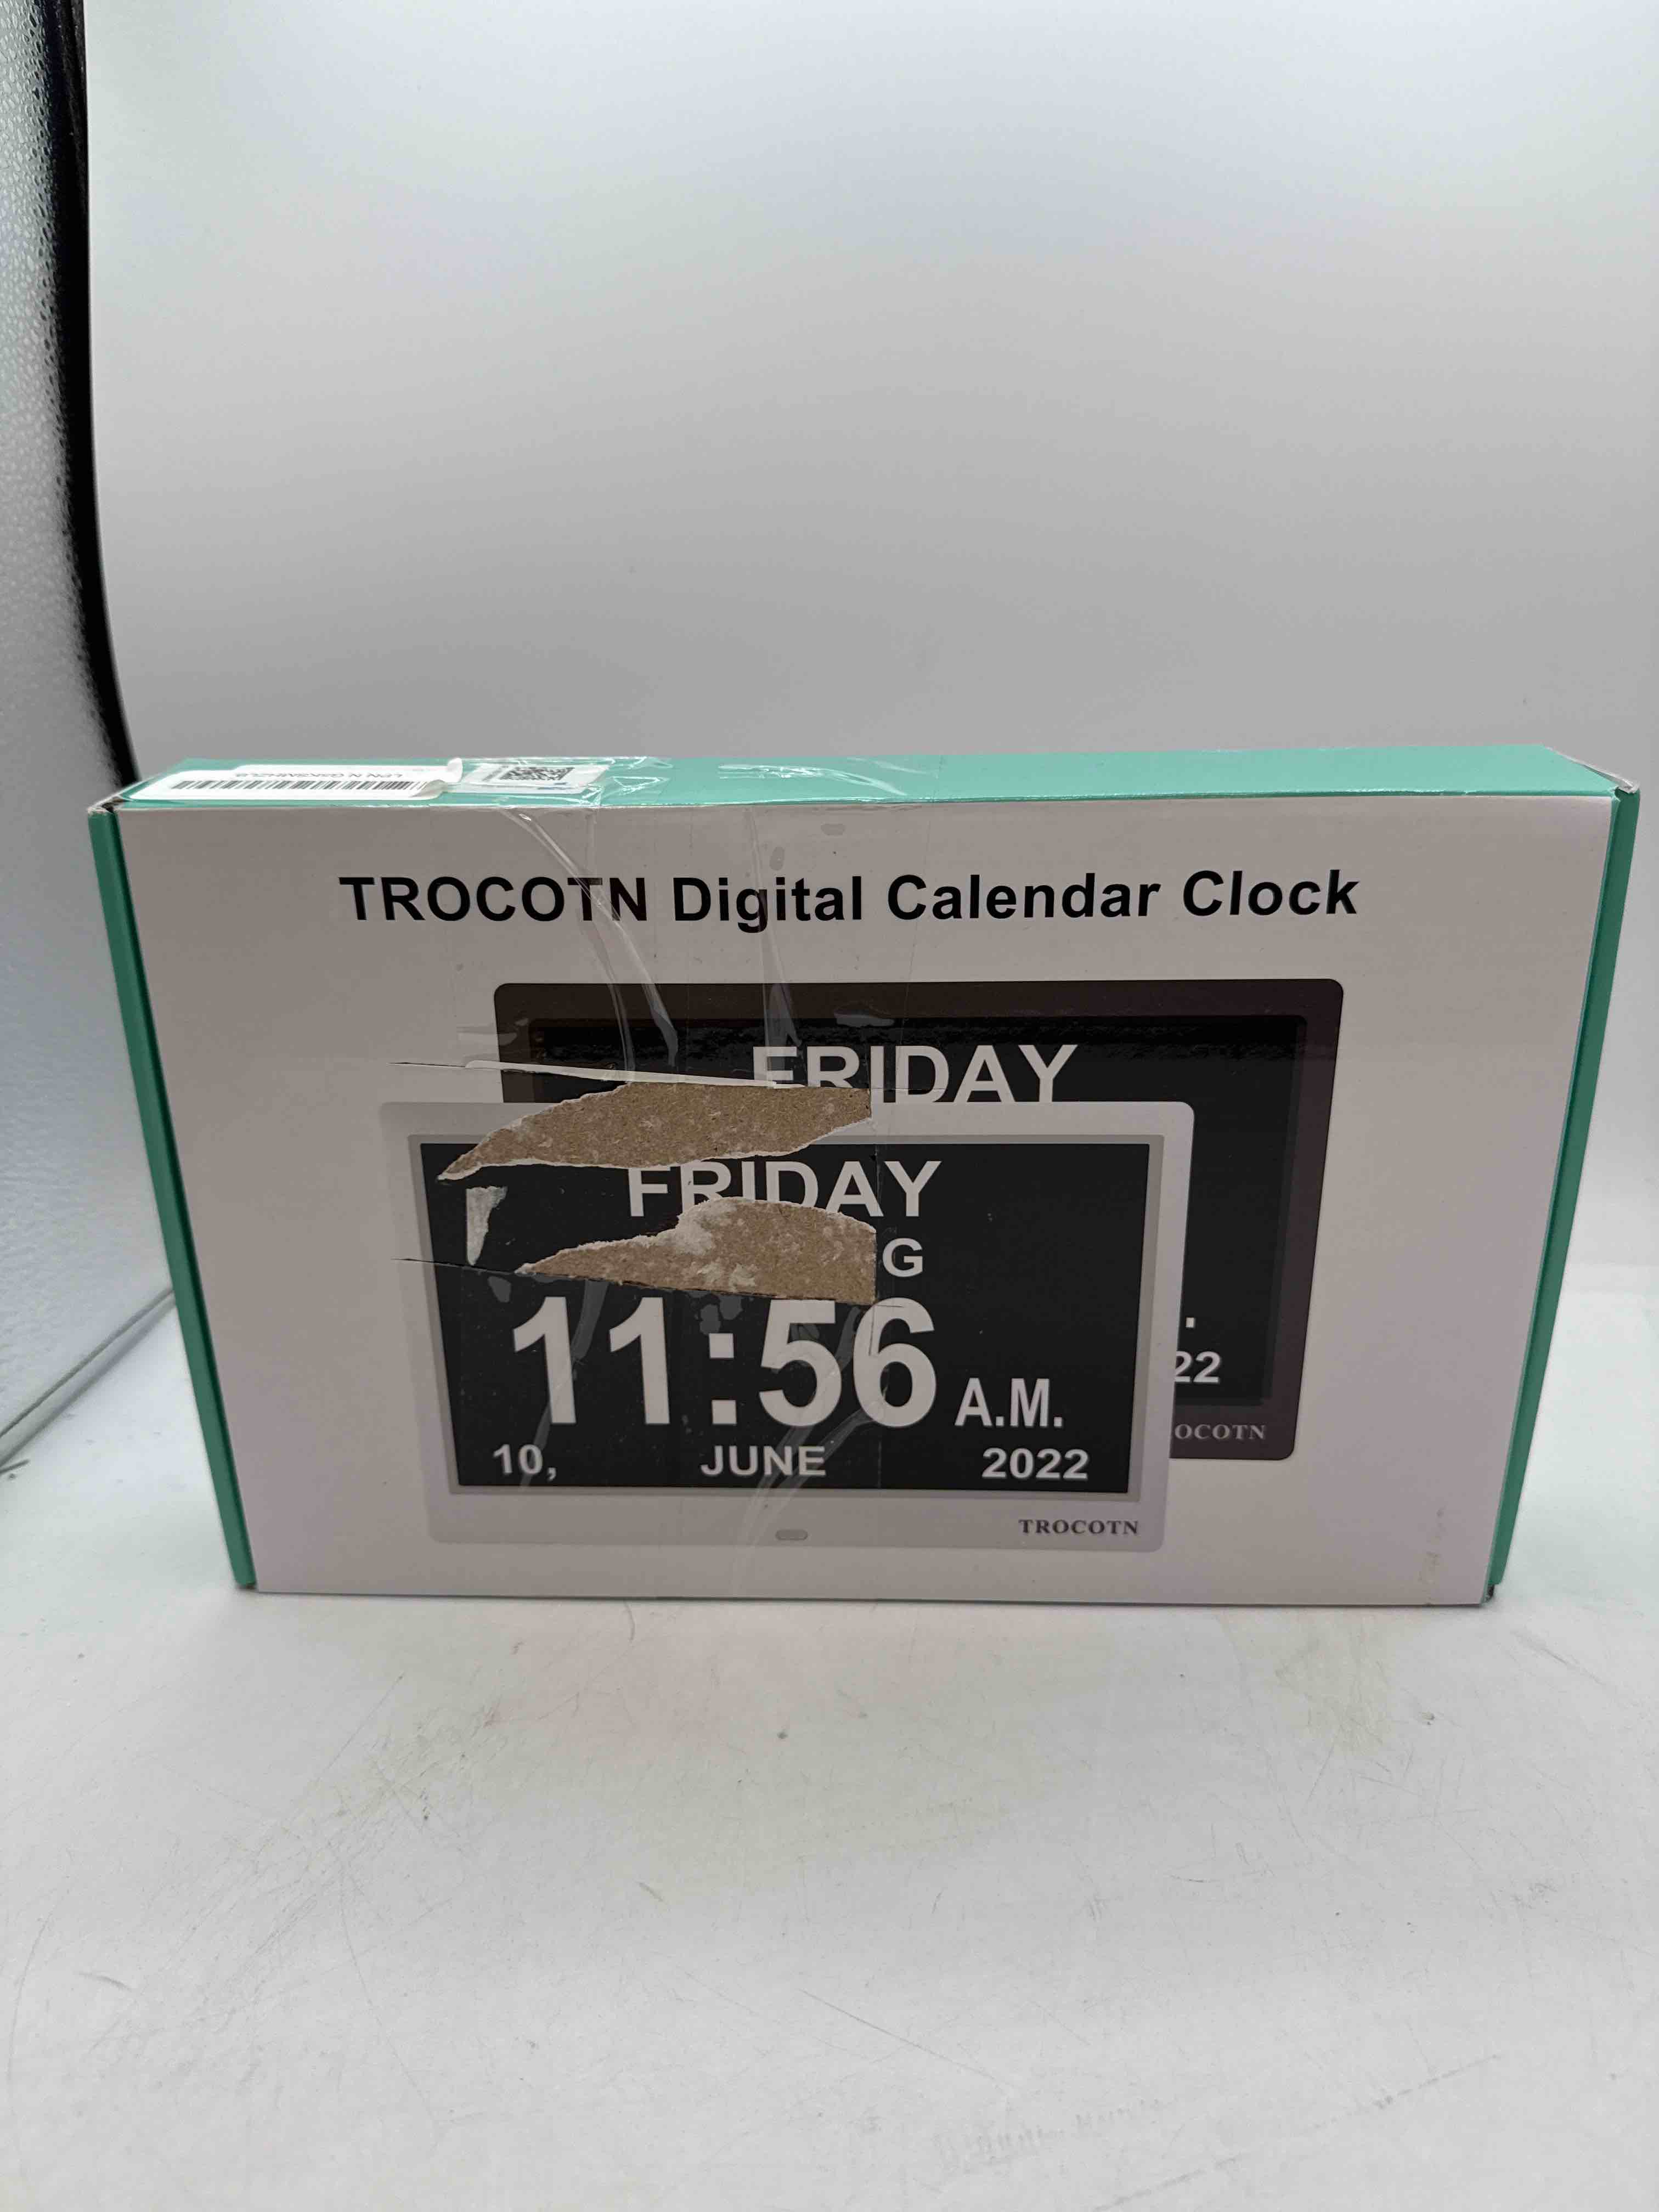 TROCOTN Digital Calendar Clock
FRIDAY
FRIDAY
G
11:56 A.M.
10, JUNE 2022
22
OCOTN
TROCOTN